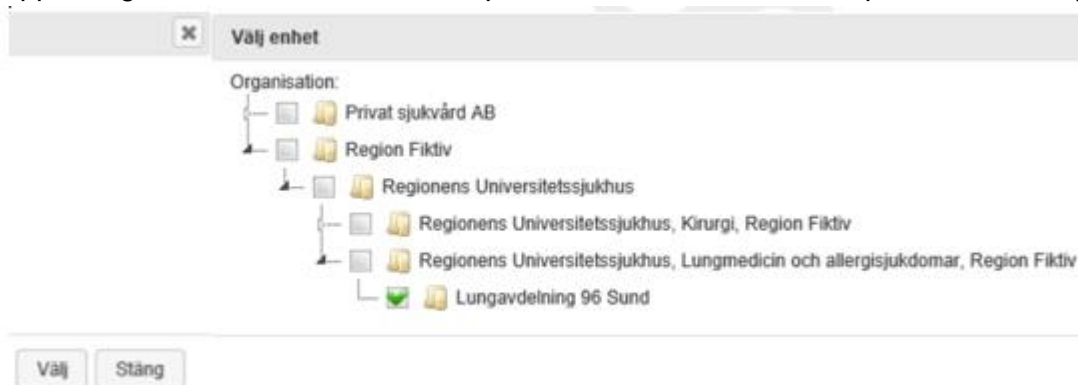 Välj enhet
Organisation:
Privat sjukvård AB
Region Fiktiv
Regionens Universitetssjukhus
Regionens Universitetssjukhus, Kirurgi, Region Fiktiv
Regionens Universitetssjukhus, Lungmedicin och allergisjukdomar, Region Fiktiv
Lungavdelning 96 Sund
Välj Stäng